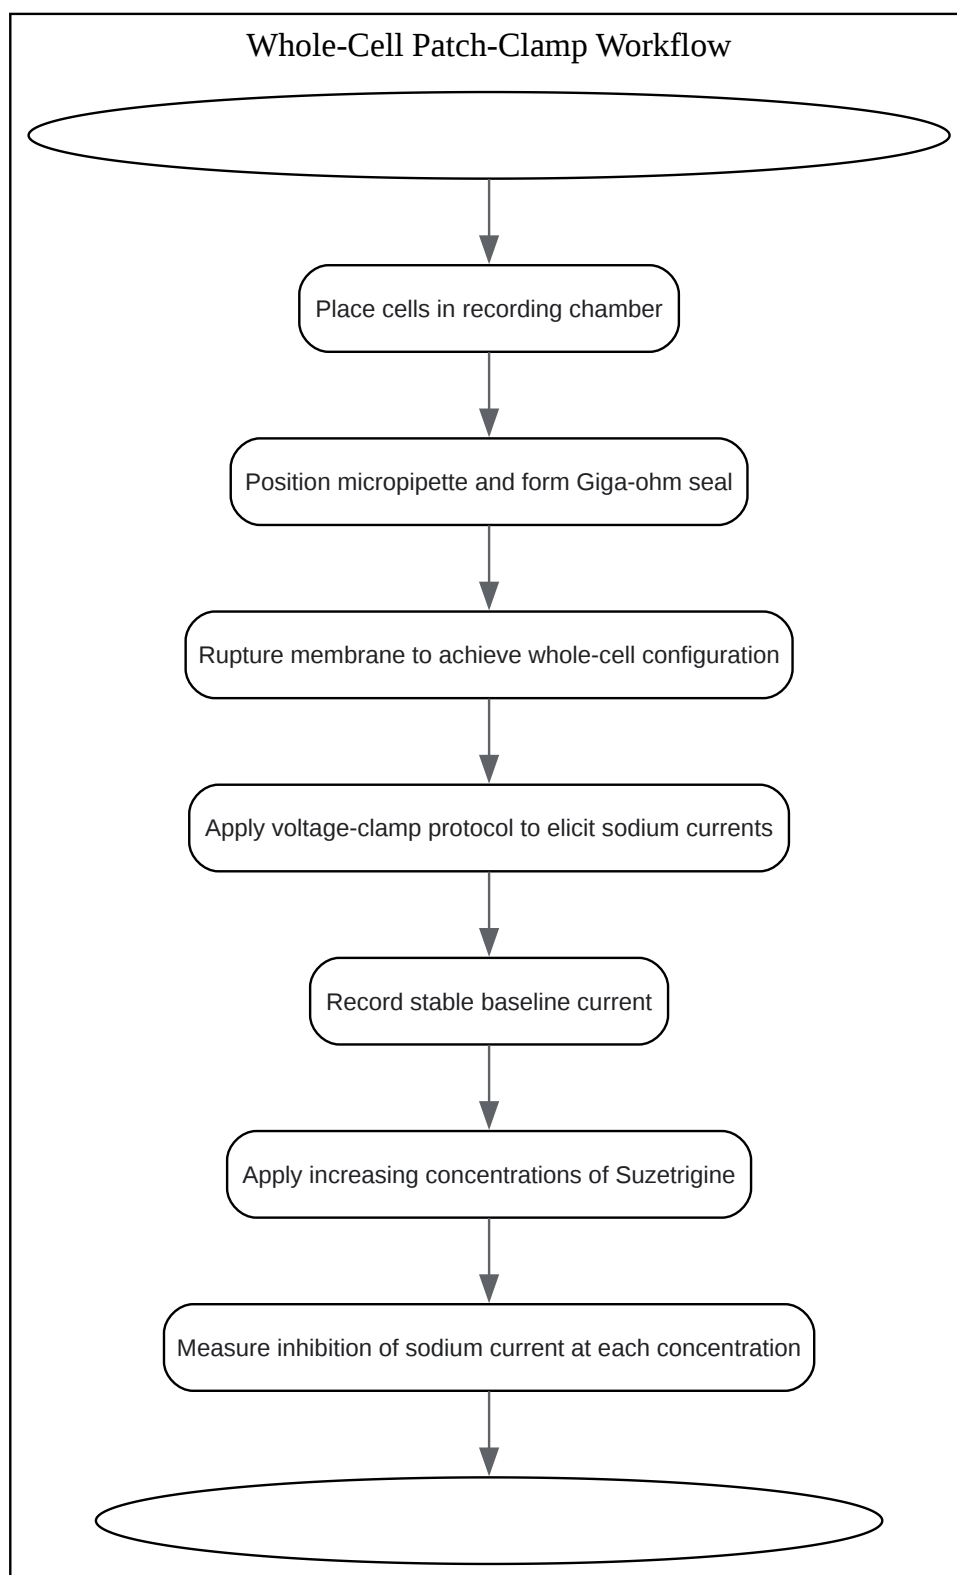 Whole-Cell Patch-Clamp Workflow
Place cells in recording chamber
Position micropipette and form Giga-ohm seal
Rupture membrane to achieve whole-cell configuration
Apply voltage-clamp protocol to elicit sodium currents
Record stable baseline current
Apply increasing concentrations of Suzetrigine
Measure inhibition of sodium current at each concentration